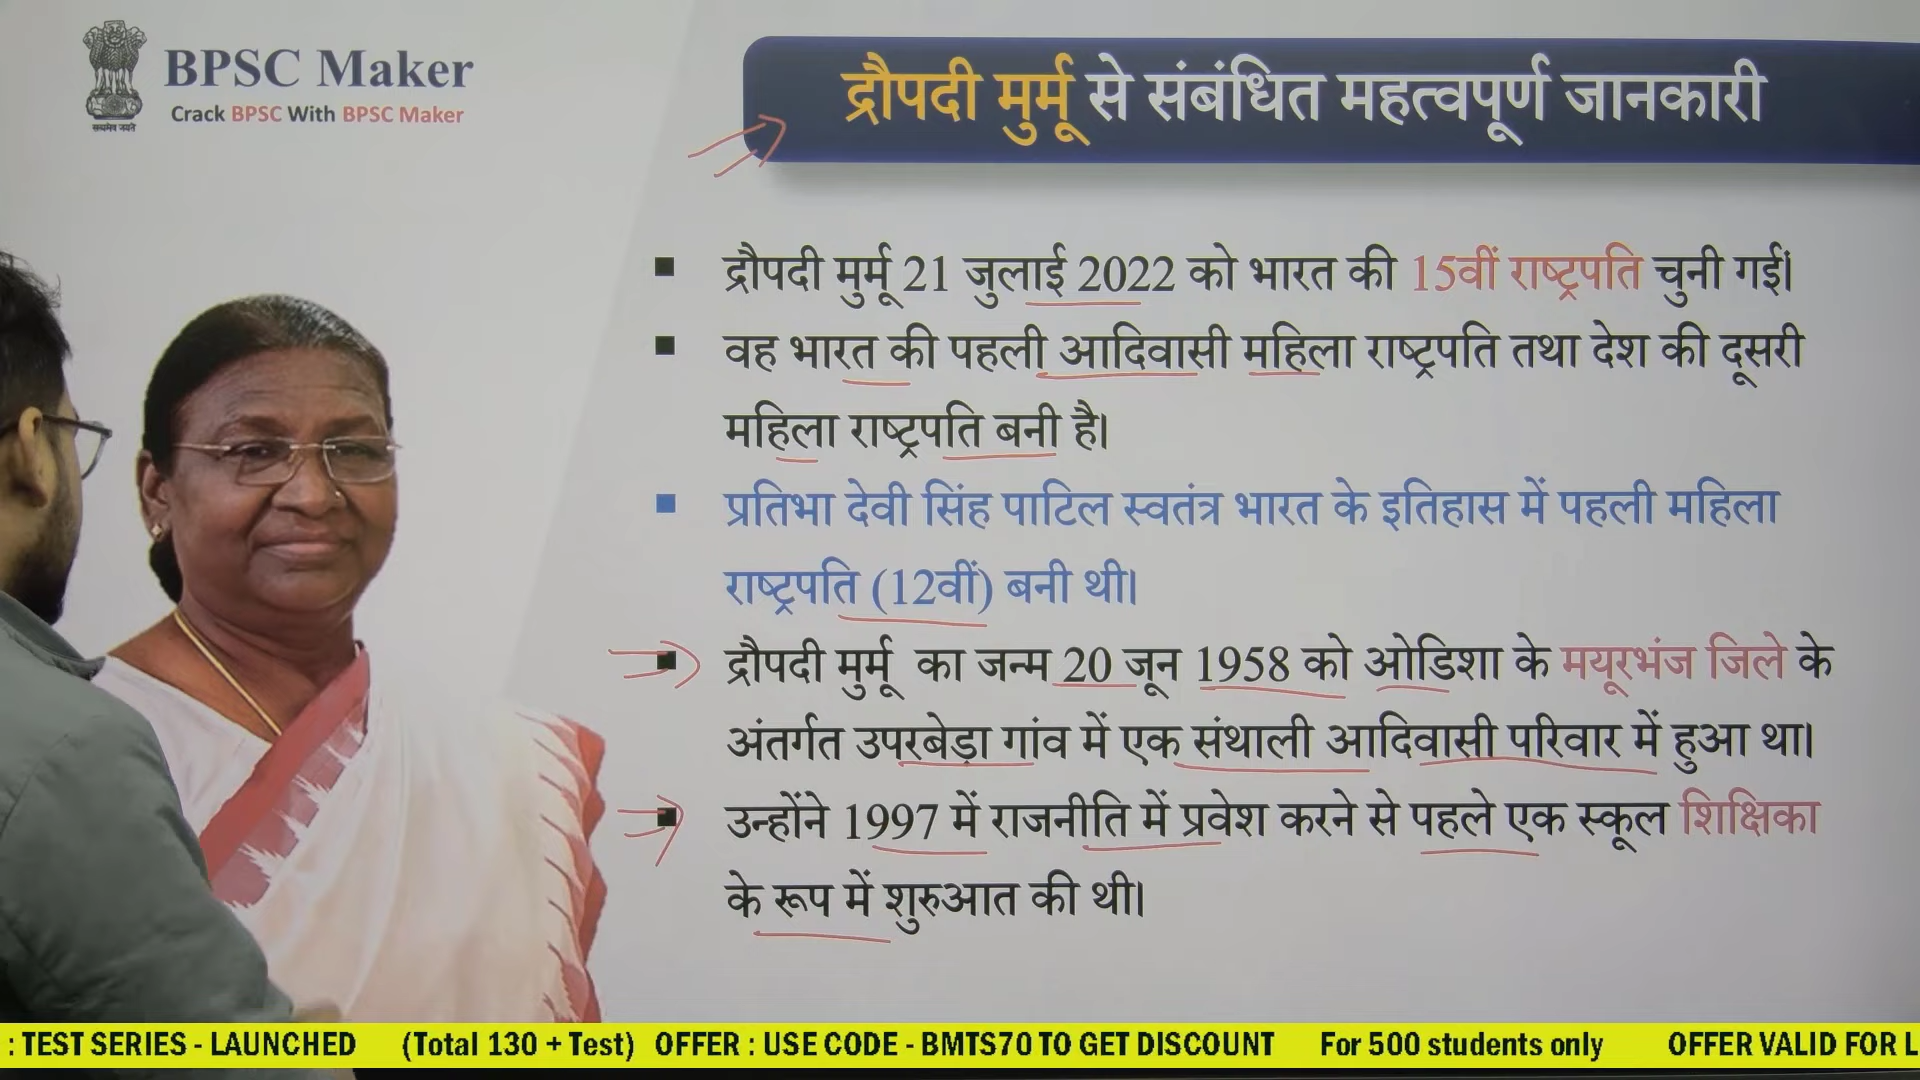 BPSC Maker
Crack BPSC With BPSC Maker
सत्यमेव जयते
द्रौपदी मुर्मू से संबंधित महत्वपूर्ण जानकारी
▪ द्रौपदी मुर्मू 21 जुलाई 2022 को भारत की 15वीं राष्ट्रपति चुनी गईं।
▪ वह भारत की पहली आदिवासी महिला राष्ट्रपति तथा देश की दूसरी
महिला राष्ट्रपति बनी है।
▪ प्रतिभा देवी सिंह पाटिल स्वतंत्र भारत के इतिहास में पहली महिला
राष्ट्रपति (12वीं) बनी थी।
▪ द्रौपदी मुर्मू का जन्म 20 जून 1958 को ओडिशा के मयूरभंज जिले के
अंतर्गत उपरबेड़ा गांव में एक संथाली आदिवासी परिवार में हुआ था।
▪ उन्होंने 1997 में राजनीति में प्रवेश करने से पहले एक स्कूल शिक्षिका
के रूप में शुरुआत की थी।
: TEST SERIES - LAUNCHED (Total 130 + Test) OFFER : USE CODE - BMTS70 TO GET DISCOUNT For 500 students only OFFER VALID FOR L